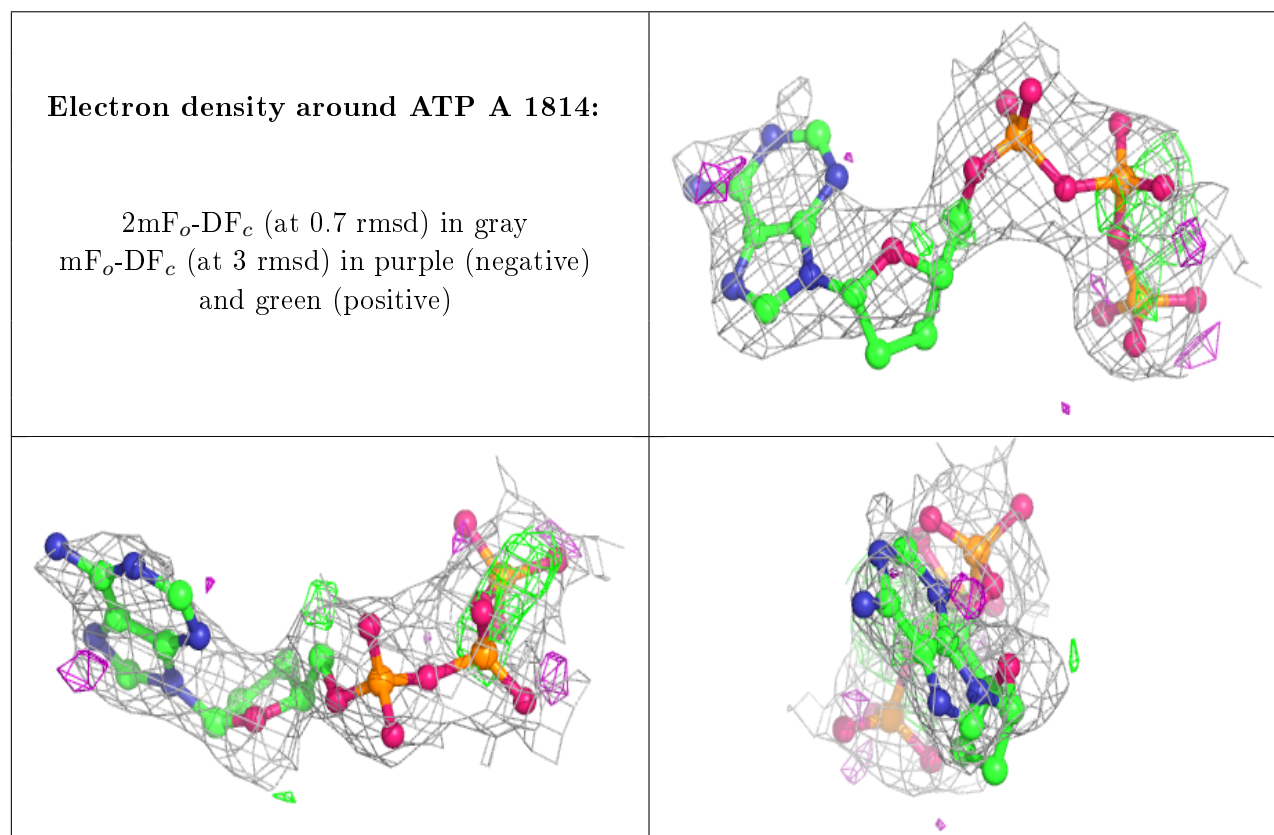 Electron density around ATP A 1814:
2mFₒ-DF𝒸 (at 0.7 rmsd) in gray
mFₒ-DF𝒸 (at 3 rmsd) in purple (negative)
and green (positive)